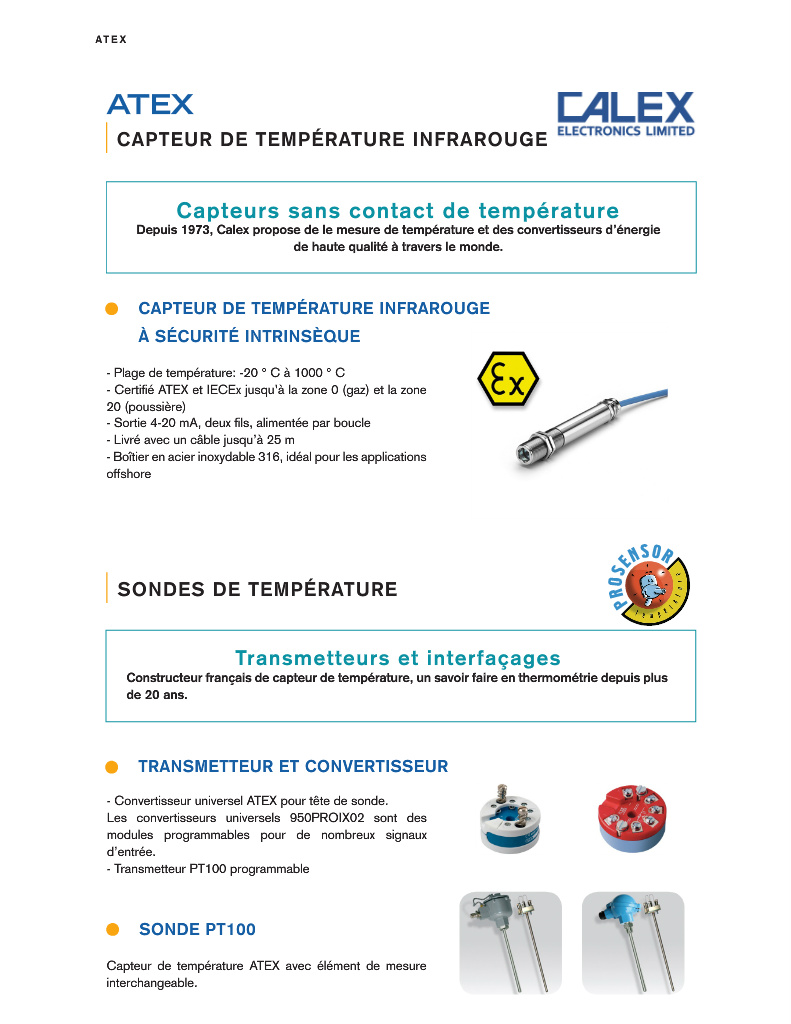 ATEX
ATEX
CALEX
ELECTRONICS LIMITED
CAPTEUR DE TEMPÉRATURE INFRAROUGE
Capteurs sans contact de température
Depuis 1973, Calex propose de le mesure de température et des convertisseurs d'énergie
de haute qualité à travers le monde.
CAPTEUR DE TEMPÉRATURE INFRAROUGE
À SÉCURITÉ INTRINSÈQUE
- Plage de température: -20 ° C à 1000 ° C
- Certifié ATEX et IECEx jusqu'à la zone 0 (gaz) et la zone
20 (poussière)
- Sortie 4-20 mA, deux fils, alimentée par boucle
- Livré avec un câble jusqu'à 25 m
- Boîtier en acier inoxydable 316, idéal pour les applications
offshore
Ex
PROSENSOR
température
SONDES DE TEMPÉRATURE
Transmetteurs et interfaçages
Constructeur français de capteur de température, un savoir faire en thermométrie depuis plus
de 20 ans.
TRANSMETTEUR ET CONVERTISSEUR
- Convertisseur universel ATEX pour tête de sonde.
Les convertisseurs universels 950PROIX02 sont des
modules programmables pour de nombreux signaux
d'entrée.
- Transmetteur PT100 programmable
SONDE PT100
Capteur de température ATEX avec élément de mesure
interchangeable.